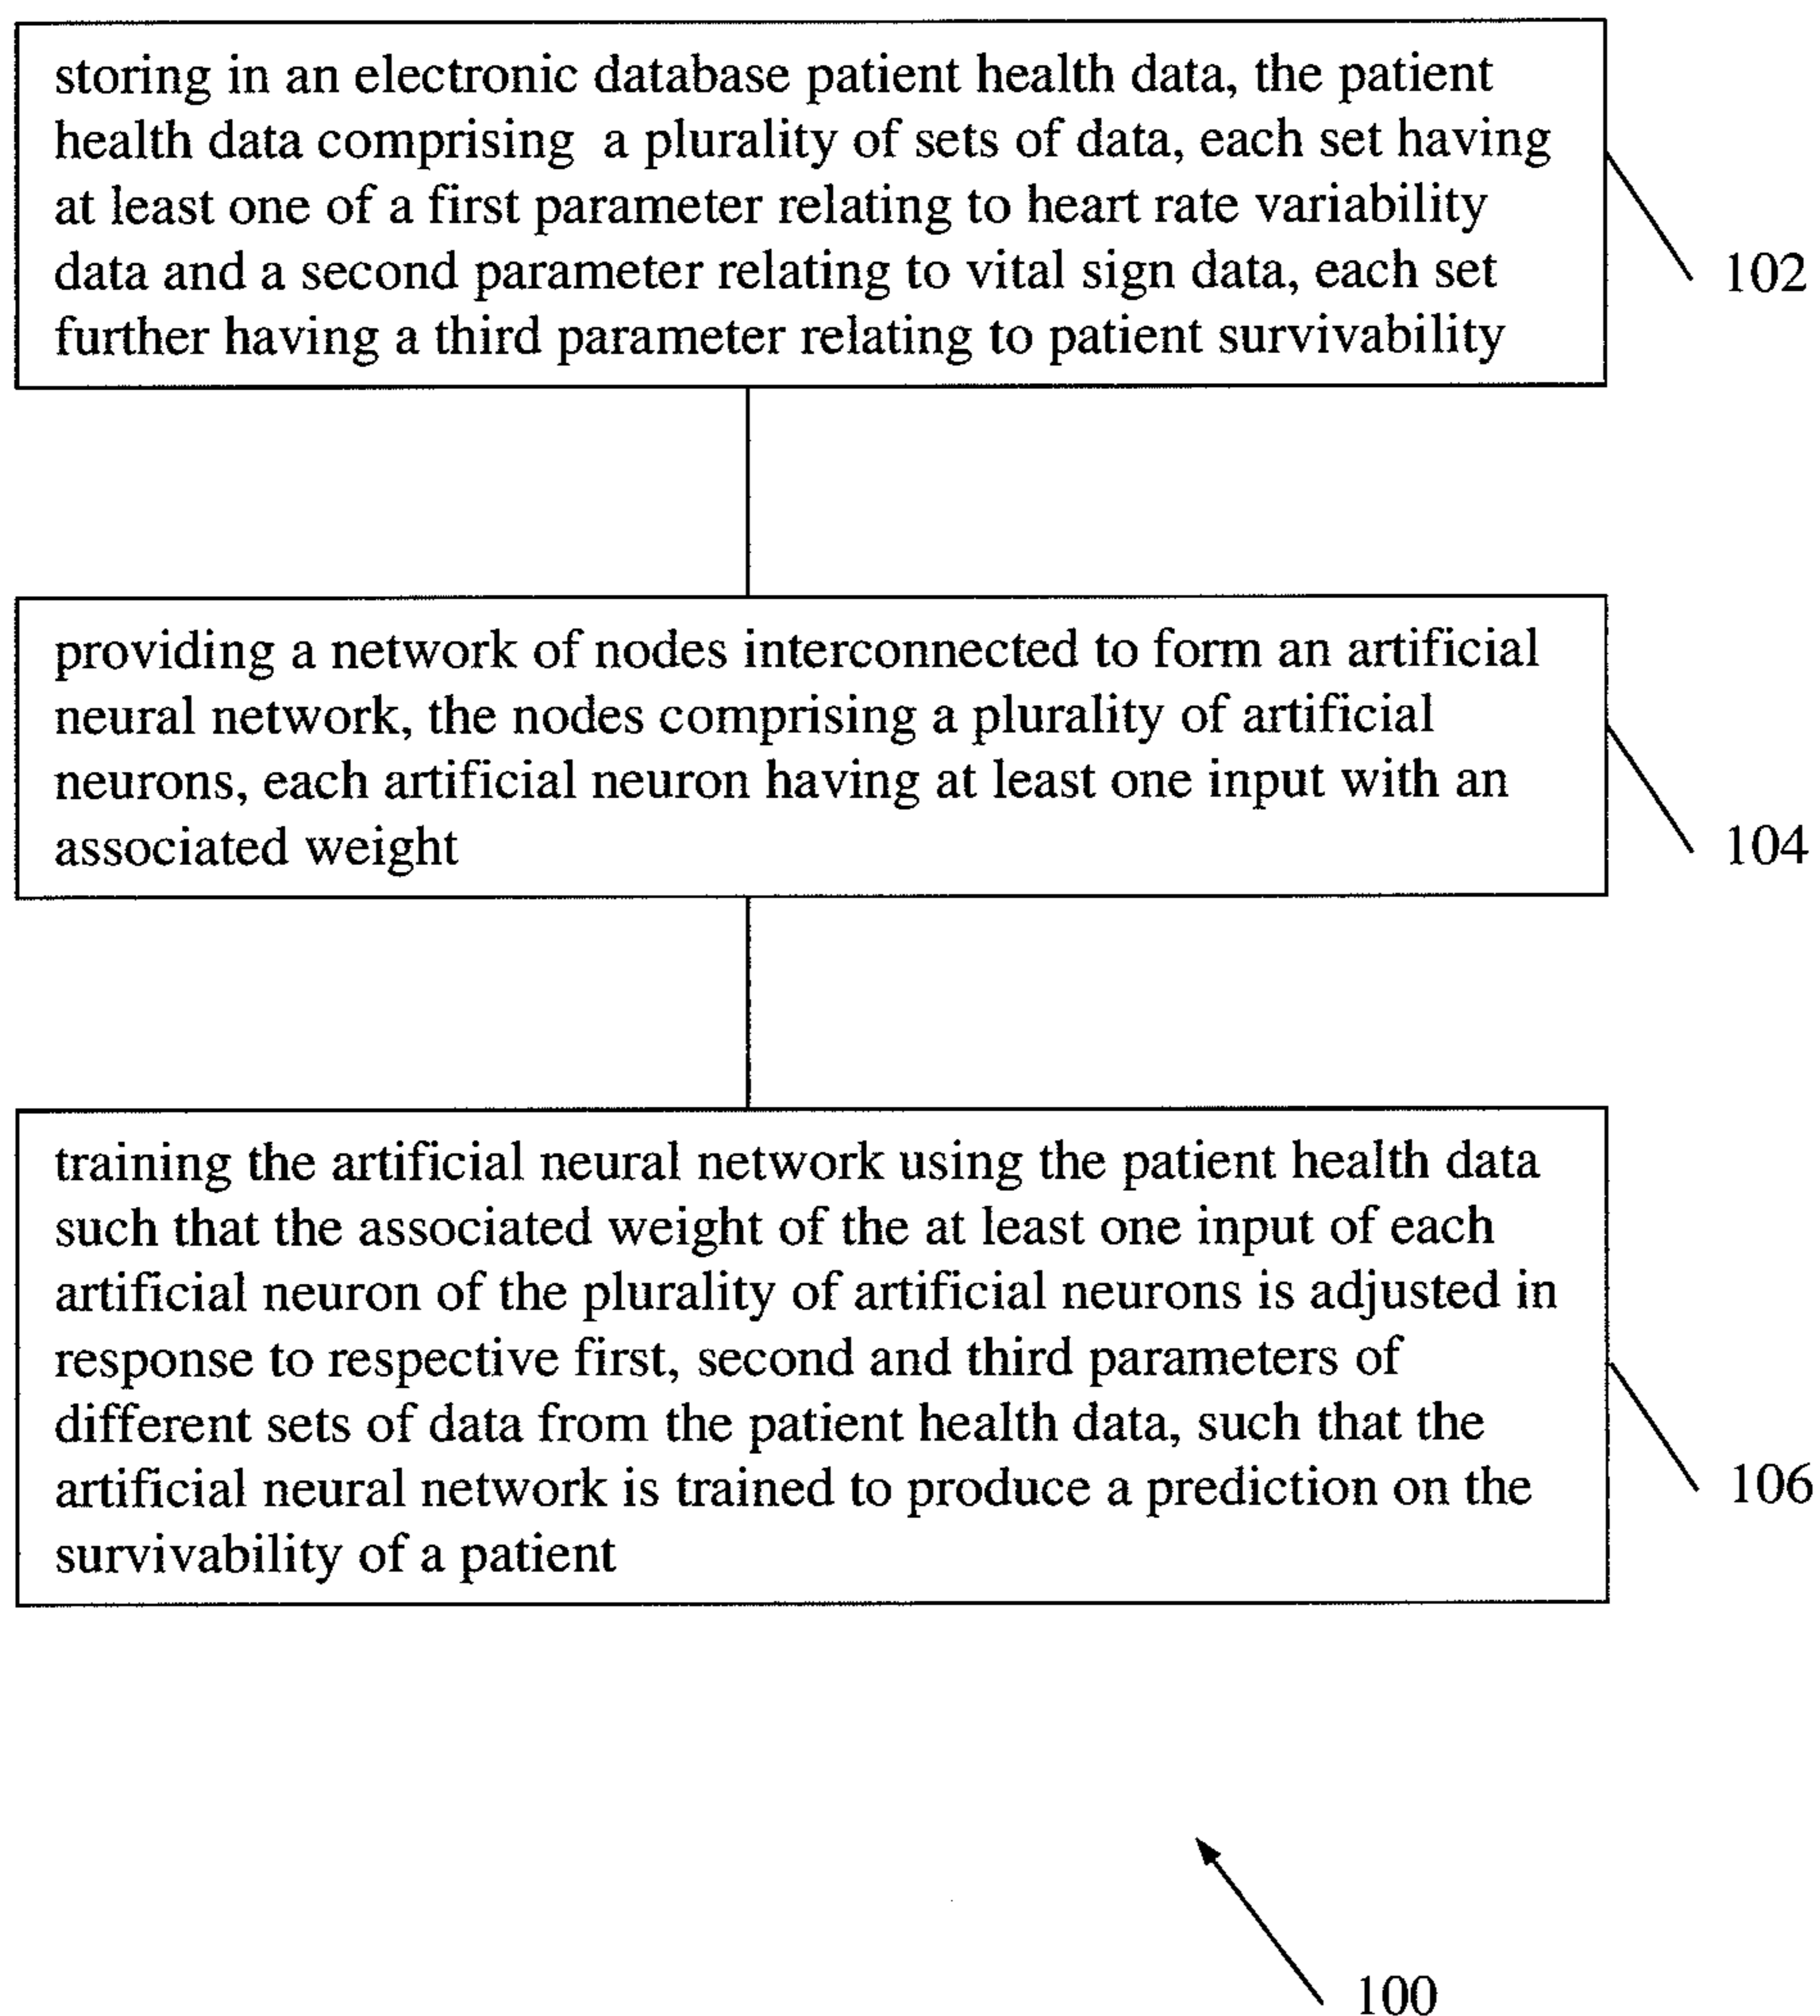 storing in an electronic database patient health data, the patient
health data comprising a plurality of sets of data, each set having
at least one of a first parameter relating to heart rate variability
data and a second parameter relating to vital sign data, each set
further having a third parameter relating to patient survivability
102
providing a network of nodes interconnected to form an artificial
neural network, the nodes comprising a plurality of artificial
neurons, each artificial neuron having at least one input with an
associated weight
104
training the artificial neural network using the patient health data
such that the associated weight of the at least one input of each
artificial neuron of the plurality of artificial neurons is adjusted in
response to respective first, second and third parameters of
different sets of data from the patient health data, such that the
artificial neural network is trained to produce a prediction on the
survivability of a patient
106
100